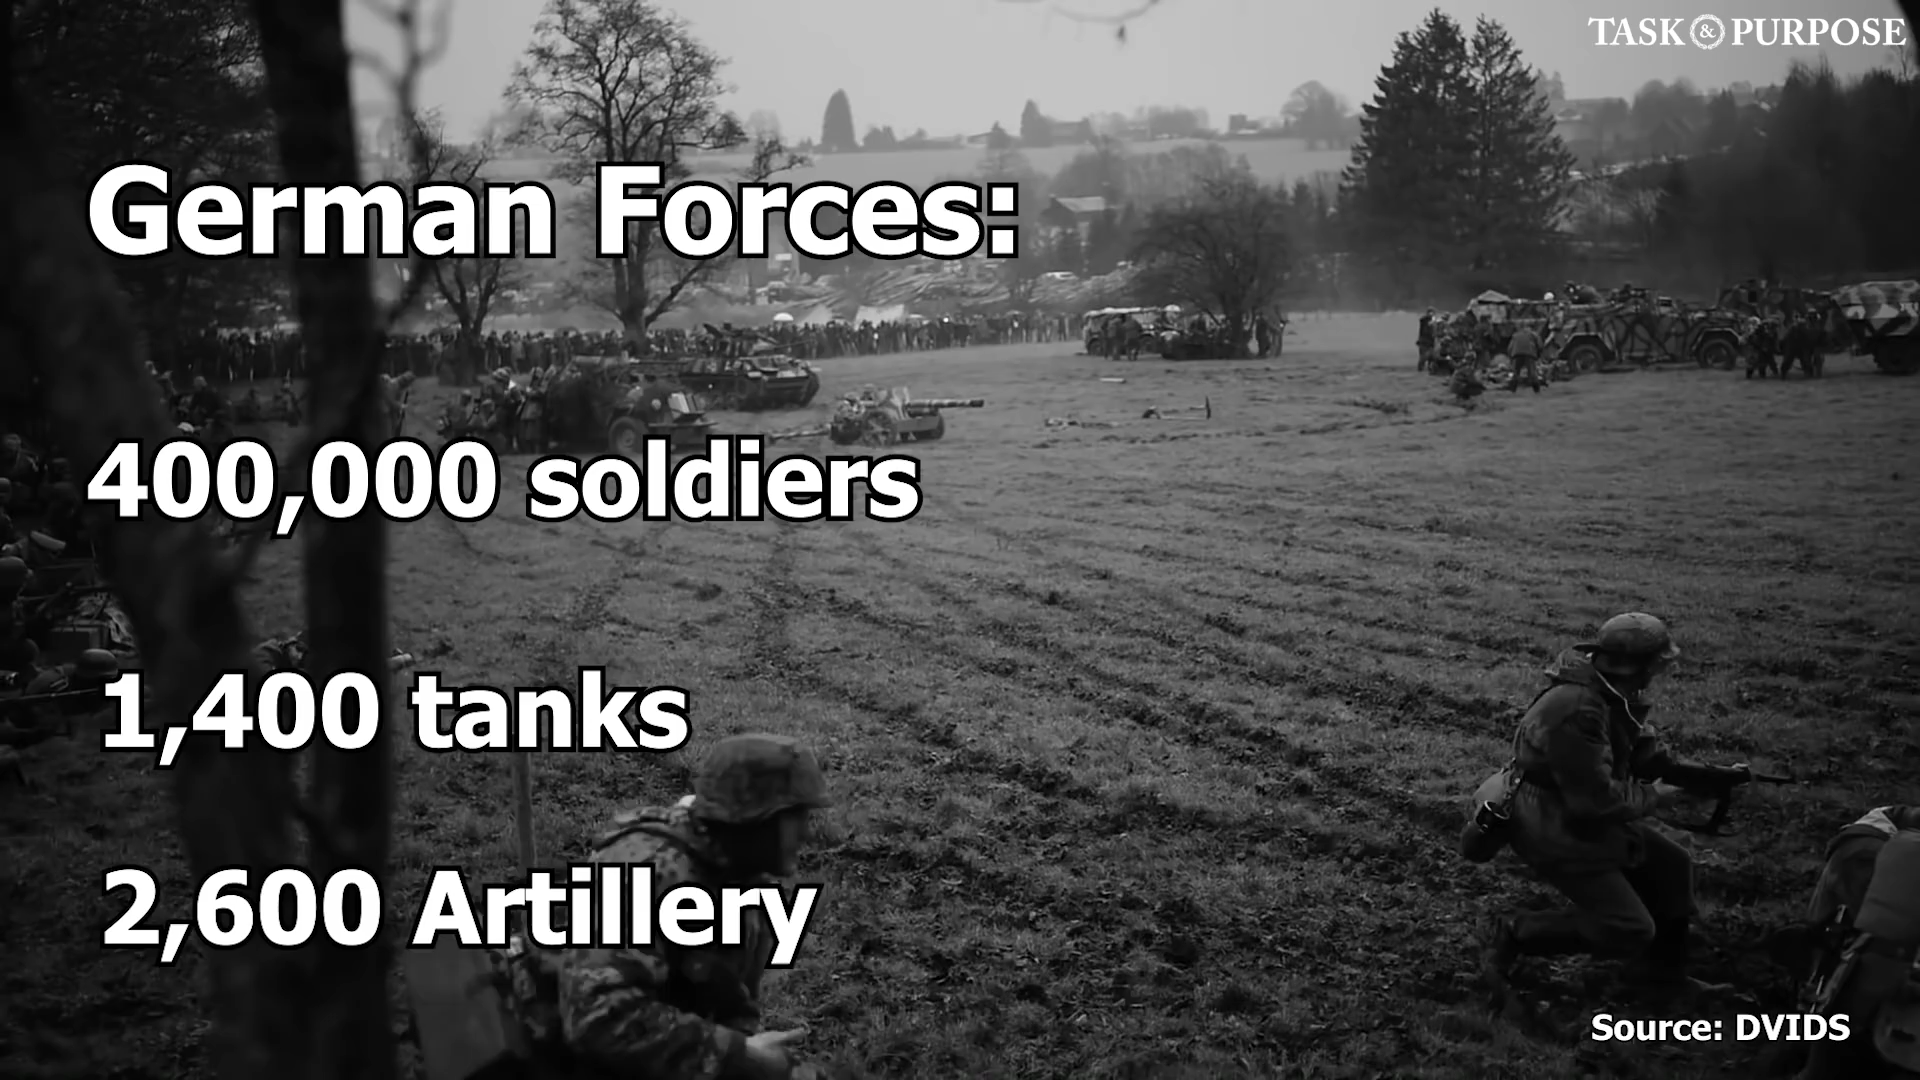 TASK & PURPOSE
German Forces:
400,000 soldiers
1,400 tanks
2,600 Artillery
Source: DVIDS